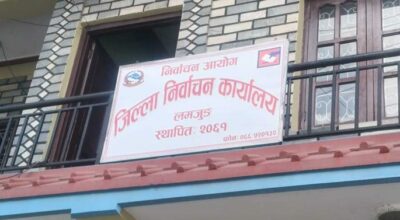 निर्वाचन आयोग
जिल्ला निर्वाचन कार्यालय
लमजुङ
स्थापित: २०६१